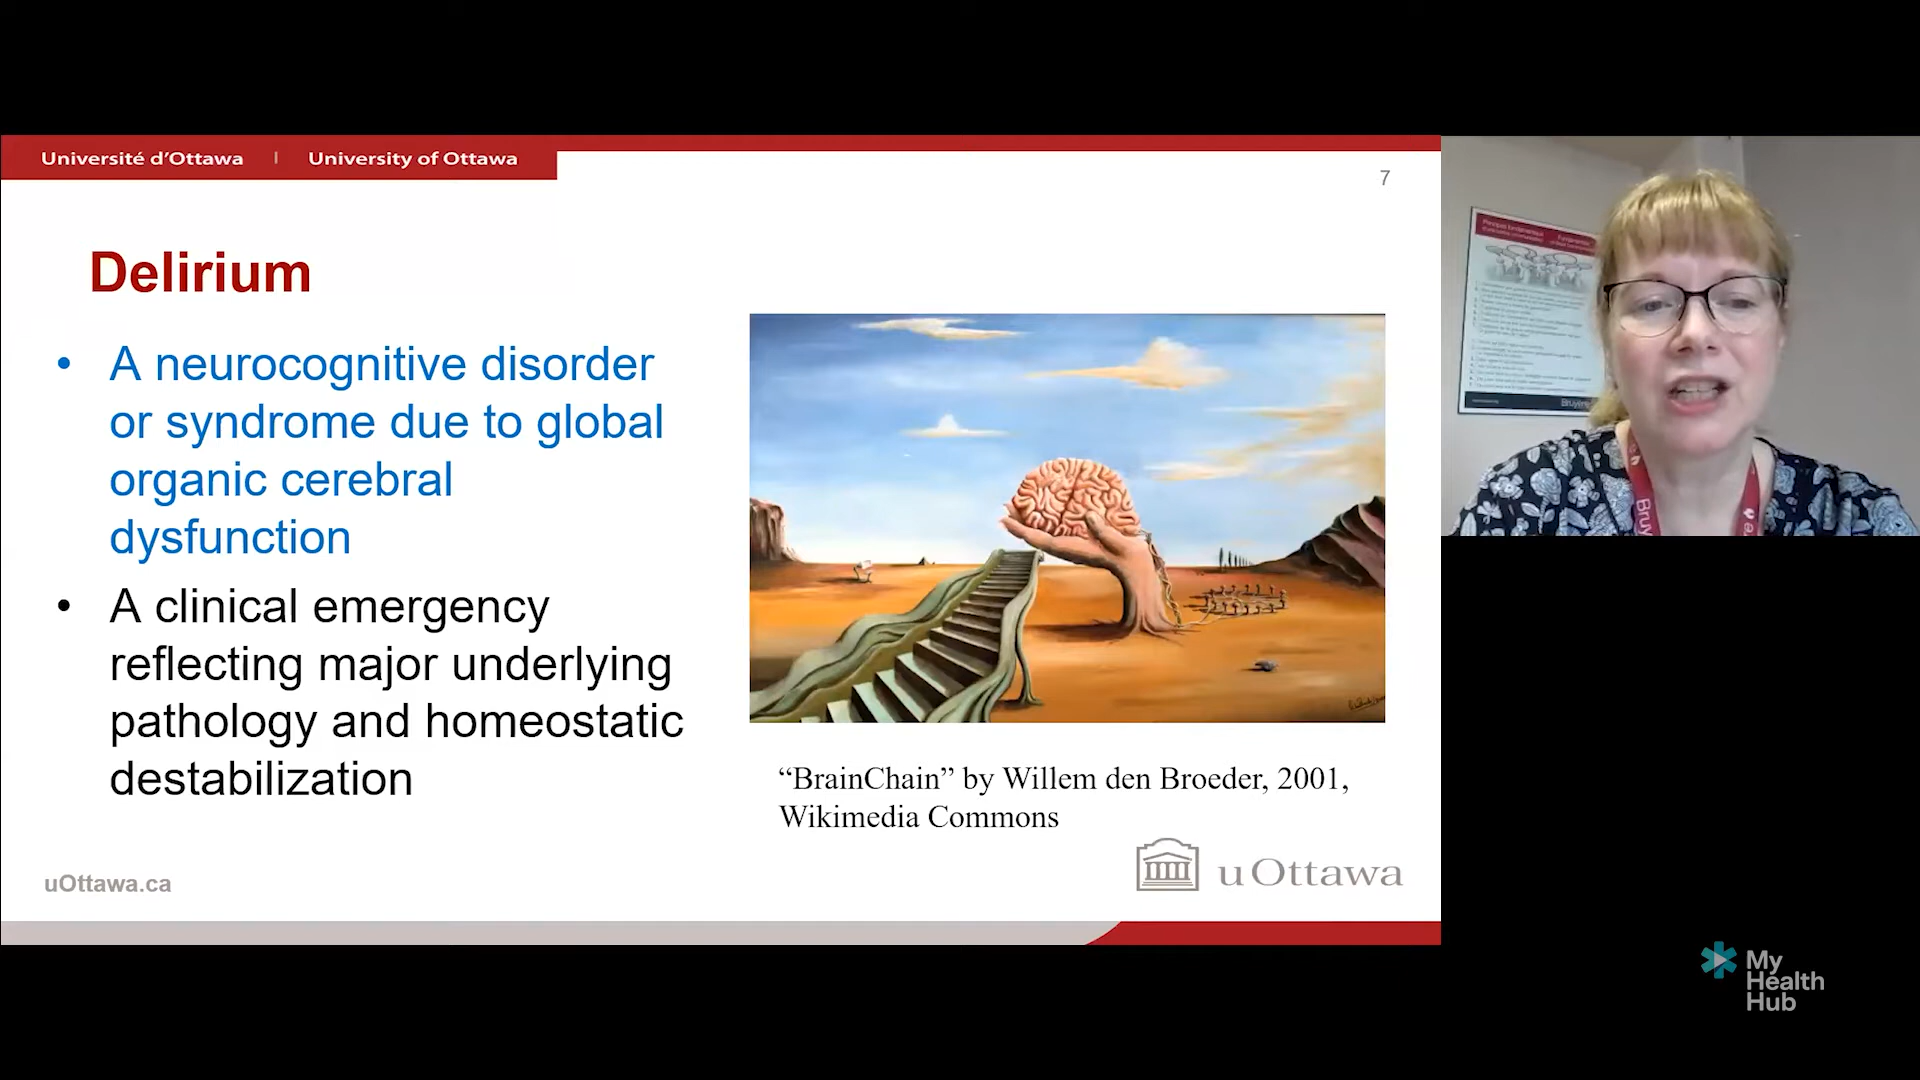 Université d'Ottawa | University of Ottawa
7
Delirium
• A neurocognitive disorder
or syndrome due to global
organic cerebral
dysfunction
• A clinical emergency
reflecting major underlying
pathology and homeostatic
destabilization
“BrainChain” by Willem den Broeder, 2001,
Wikimedia Commons
uOttawa.ca
uOttawa
My
Health
Hub